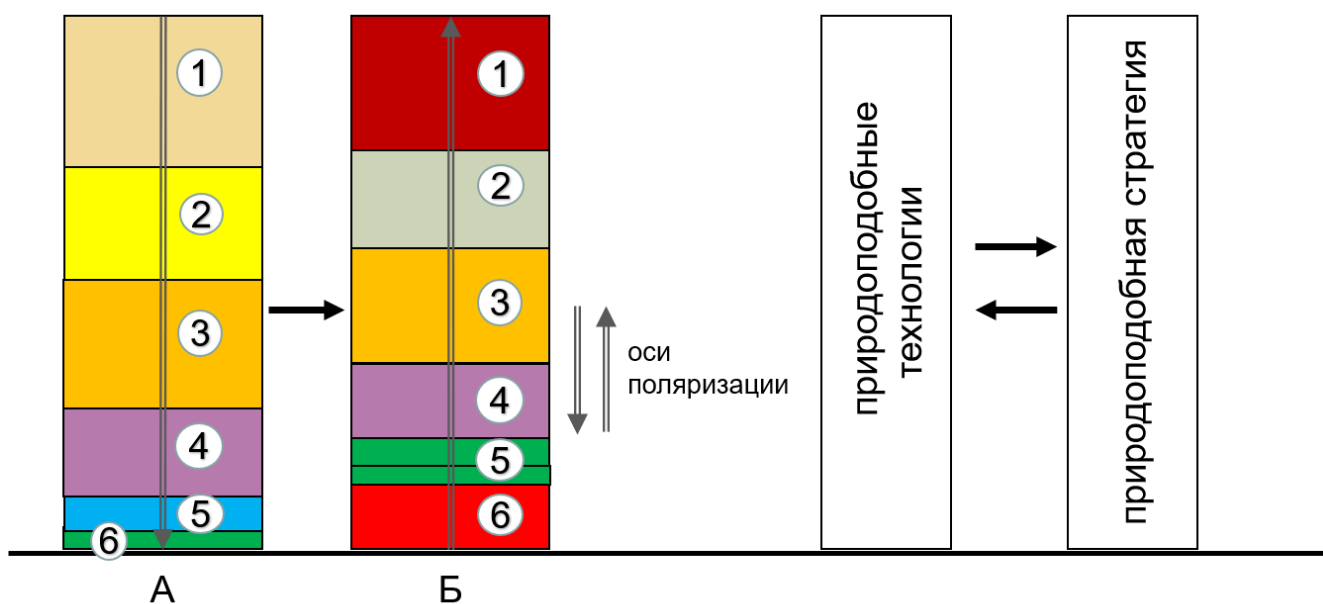 1
2
3
4
5
6
А
1
2
3
4
5
6
Б
оси
поляризации
природоподобные
технологии
природоподобная стратегия